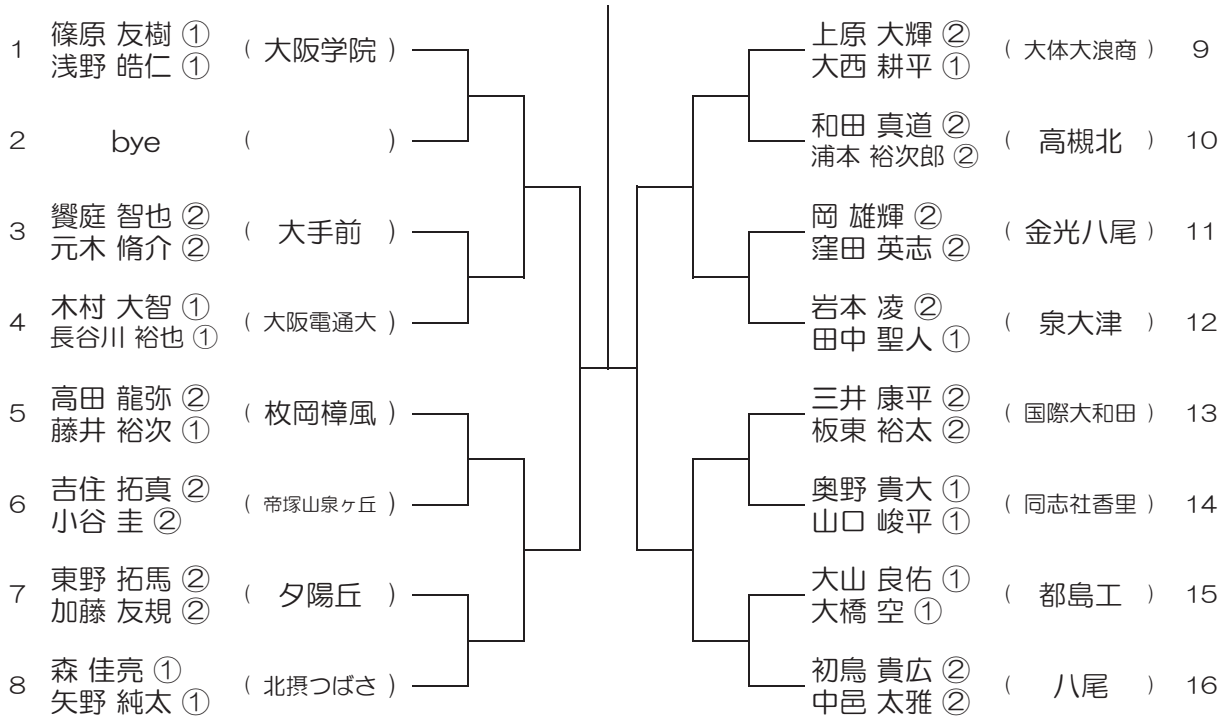 1 篠原 友樹 ① ( 大阪学院 )
浅野 皓仁 ①
2 bye ( )
3 饗庭 智也 ② ( 大手前 )
元木 脩介 ②
4 木村 大智 ① ( 大阪電通大 )
長谷川 裕也 ①
5 高田 龍弥 ② ( 枚岡樟風 )
藤井 裕次 ①
6 吉住 拓真 ② ( 帝塚山泉ヶ丘 )
小谷 圭 ②
7 東野 拓馬 ② ( 夕陽丘 )
加藤 友規 ②
8 森 佳亮 ① ( 北摂つばさ )
矢野 純太 ①
上原 大輝 ② ( 大体大浪商 ) 9
大西 耕平 ①
和田 真道 ② ( 高槻北 ) 10
浦本 裕次郎 ②
岡 雄輝 ② ( 金光八尾 ) 11
窪田 英志 ②
岩本 凌 ② ( 泉大津 ) 12
田中 聖人 ①
三井 康平 ② ( 国際大和田 ) 13
板東 裕太 ②
奥野 貴大 ① ( 同志社香里 ) 14
山口 峻平 ①
大山 良佑 ① ( 都島工 ) 15
大橋 空 ①
初鳥 貴広 ② ( 八尾 ) 16
中邑 太雅 ②